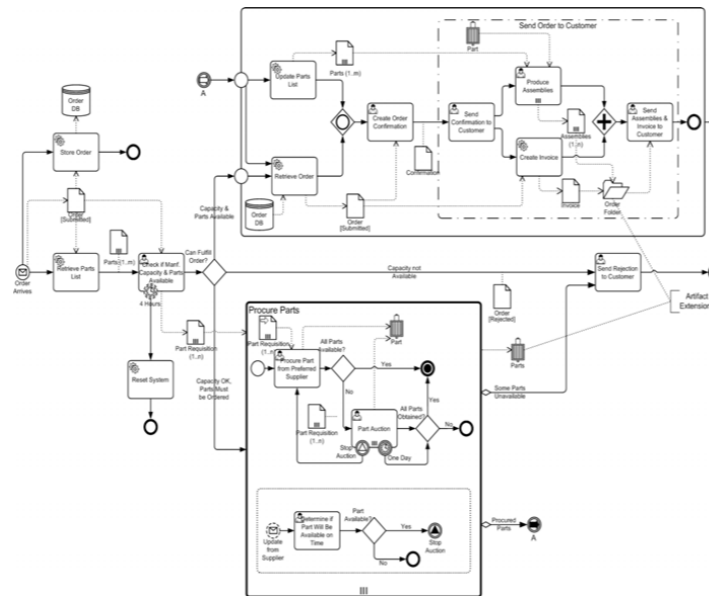 Send Order to Customer
Part
A
Update Parts
List
Parts (1..m)
Produce
Assemblies
Order
DB
Store Order
Create Order
Confirmation
Send
Confirmation to
Customer
Assemblies
(1..n)
Send
Assemblies &
Invoice to
Customer
Retrieve Order
Create Invoice
Confirmation
Order
[Submitted]
Capacity &
Parts Available
Order
DB
Order
[Submitted]
Invoice
Order
Folder
Parts (1..m)
Can Fulfill
Order?
Order
Arrives
Retrieve Parts
List
Check if Manf.
Capacity & Parts
Available
4 Hours
Capacity not
Available
Send Rejection
to Customer
Order
[Rejected]
Artifact
Extension
Procure Parts
Part Requisition
(1..n)
Part Requisition
(1..n)
Part
Parts
All Parts
Available?
Procure Part
from Preferred
Supplier
Yes
No
Reset System
Capacity OK,
Parts Must
be Ordered
Yes
All Parts
Obtained?
No
Some Parts
Unavailable
Part Requisition
(1..n)
Part Auction
Stop
Auction
One Day
Part
Available?
Determine if
Part Will Be
Available on
Time
Yes
Update
from
Supplier
Stop
Auction
No
Procured
Parts
A